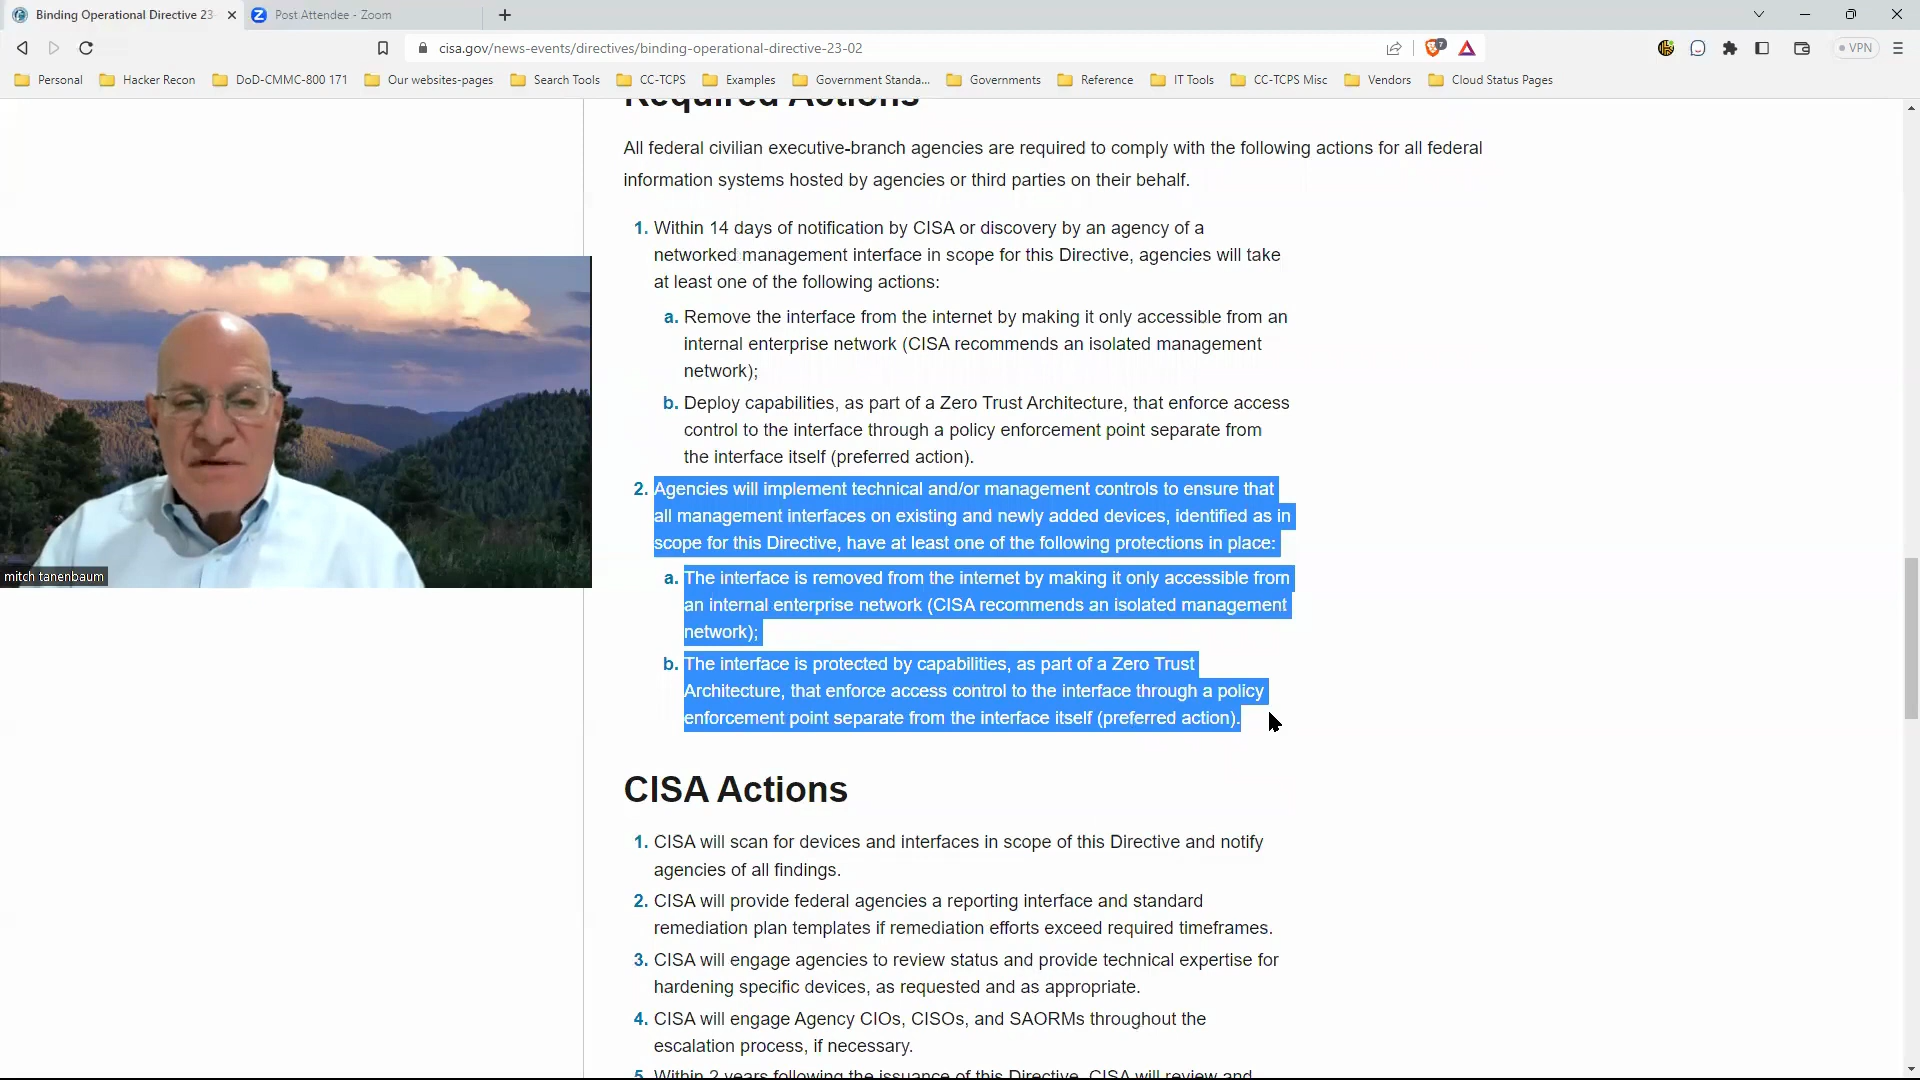 Binding Operational Directive 23-
Post Attendee - Zoom
cisa.gov/news-events/directives/binding-operational-directive-23-02
VPN
Personal
Hacker Recon
DoD-CMMC-800 171
Our websites-pages
Search Tools
CC-TCPS
Examples
Government Standa...
Governments
Reference
IT Tools
CC-TCPS Misc
Vendors
Cloud Status Pages
Required Actions
All federal civilian executive-branch agencies are required to comply with the following actions for all federal
information systems hosted by agencies or third parties on their behalf.
1. Within 14 days of notification by CISA or discovery by an agency of a
networked management interface in scope for this Directive, agencies will take
at least one of the following actions:
a. Remove the interface from the internet by making it only accessible from an
internal enterprise network (CISA recommends an isolated management
network);
b. Deploy capabilities, as part of a Zero Trust Architecture, that enforce access
control to the interface through a policy enforcement point separate from
the interface itself (preferred action).
2. Agencies will implement technical and/or management controls to ensure that
all management interfaces on existing and newly added devices, identified as in
scope for this Directive, have at least one of the following protections in place:
a. The interface is removed from the internet by making it only accessible from
an internal enterprise network (CISA recommends an isolated management
network);
b. The interface is protected by capabilities, as part of a Zero Trust
Architecture, that enforce access control to the interface through a policy
enforcement point separate from the interface itself (preferred action).
mitch tanenbaum
CISA Actions
1. CISA will scan for devices and interfaces in scope of this Directive and notify
agencies of all findings.
2. CISA will provide federal agencies a reporting interface and standard
remediation plan templates if remediation efforts exceed required timeframes.
3. CISA will engage agencies to review status and provide technical expertise for
hardening specific devices, as requested and as appropriate.
4. CISA will engage Agency CIOs, CISOs, and SAORMs throughout the
escalation process, if necessary.
5. Within 2 years following the issuance of this Directive, CISA will review and